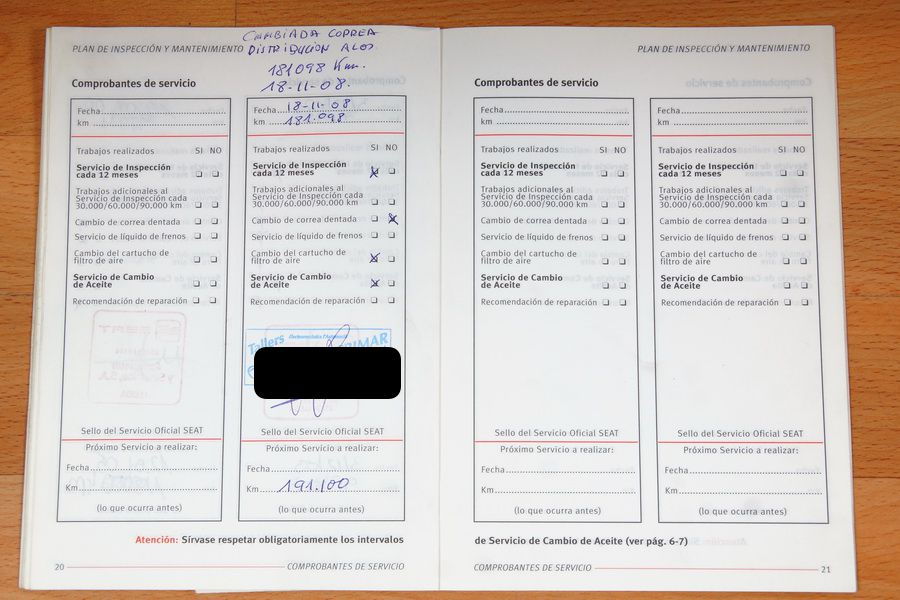 CAMBIADA CORREA
DISTRIBUCION A LOS
181098 Km.
18-11-08.
PLAN DE INSPECCIÓN Y MANTENIMIENTO
Comprobantes de servicio
Fecha
km
Trabajos realizados SI NO
Servicio de Inspección
cada 12 meses
Trabajos adicionales al
Servicio de Inspección cada
30.000/60.000/90.000 km
Cambio de correa dentada
Servicio de líquido de frenos
Cambio del cartucho de
filtro de aire
Servicio de Cambio
de Aceite
Recomendación de reparación
SEAT
Sello del Servicio Oficial SEAT
Próximo Servicio a realizar:
Fecha
Km
(lo que ocurra antes)
Fecha 18-11-08
km 181.098
Trabajos realizados SI NO
Servicio de Inspección
cada 12 meses
Trabajos adicionales al
Servicio de Inspección cada
30.000/60.000/90.000 km
Cambio de correa dentada
Servicio de líquido de frenos
Cambio del cartucho de
filtro de aire
Servicio de Cambio
de Aceite
Recomendación de reparación
Tallers
Sello del Servicio Oficial SEAT
Próximo Servicio a realizar:
Fecha
Km 191.100
(lo que ocurra antes)
Atención: Sírvase respetar obligatoriamente los intervalos
20 COMPROBANTES DE SERVICIO
PLAN DE INSPECCIÓN Y MANTENIMIENTO
Comprobantes de servicio
Fecha
km
Trabajos realizados SI NO
Servicio de Inspección
cada 12 meses
Trabajos adicionales al
Servicio de Inspección cada
30.000/60.000/90.000 km
Cambio de correa dentada
Servicio de líquido de frenos
Cambio del cartucho de
filtro de aire
Servicio de Cambio
de Aceite
Recomendación de reparación
Sello del Servicio Oficial SEAT
Próximo Servicio a realizar:
Fecha
Km
(lo que ocurra antes)
Fecha
km
Trabajos realizados SI NO
Servicio de Inspección
cada 12 meses
Trabajos adicionales al
Servicio de Inspección cada
30.000/60.000/90.000 km
Cambio de correa dentada
Servicio de líquido de frenos
Cambio del cartucho de
filtro de aire
Servicio de Cambio
de Aceite
Recomendación de reparación
Sello del Servicio Oficial SEAT
Próximo Servicio a realizar:
Fecha
Km
(lo que ocurra antes)
de Servicio de Cambio de Aceite (ver pág. 6-7)
COMPROBANTES DE SERVICIO 21